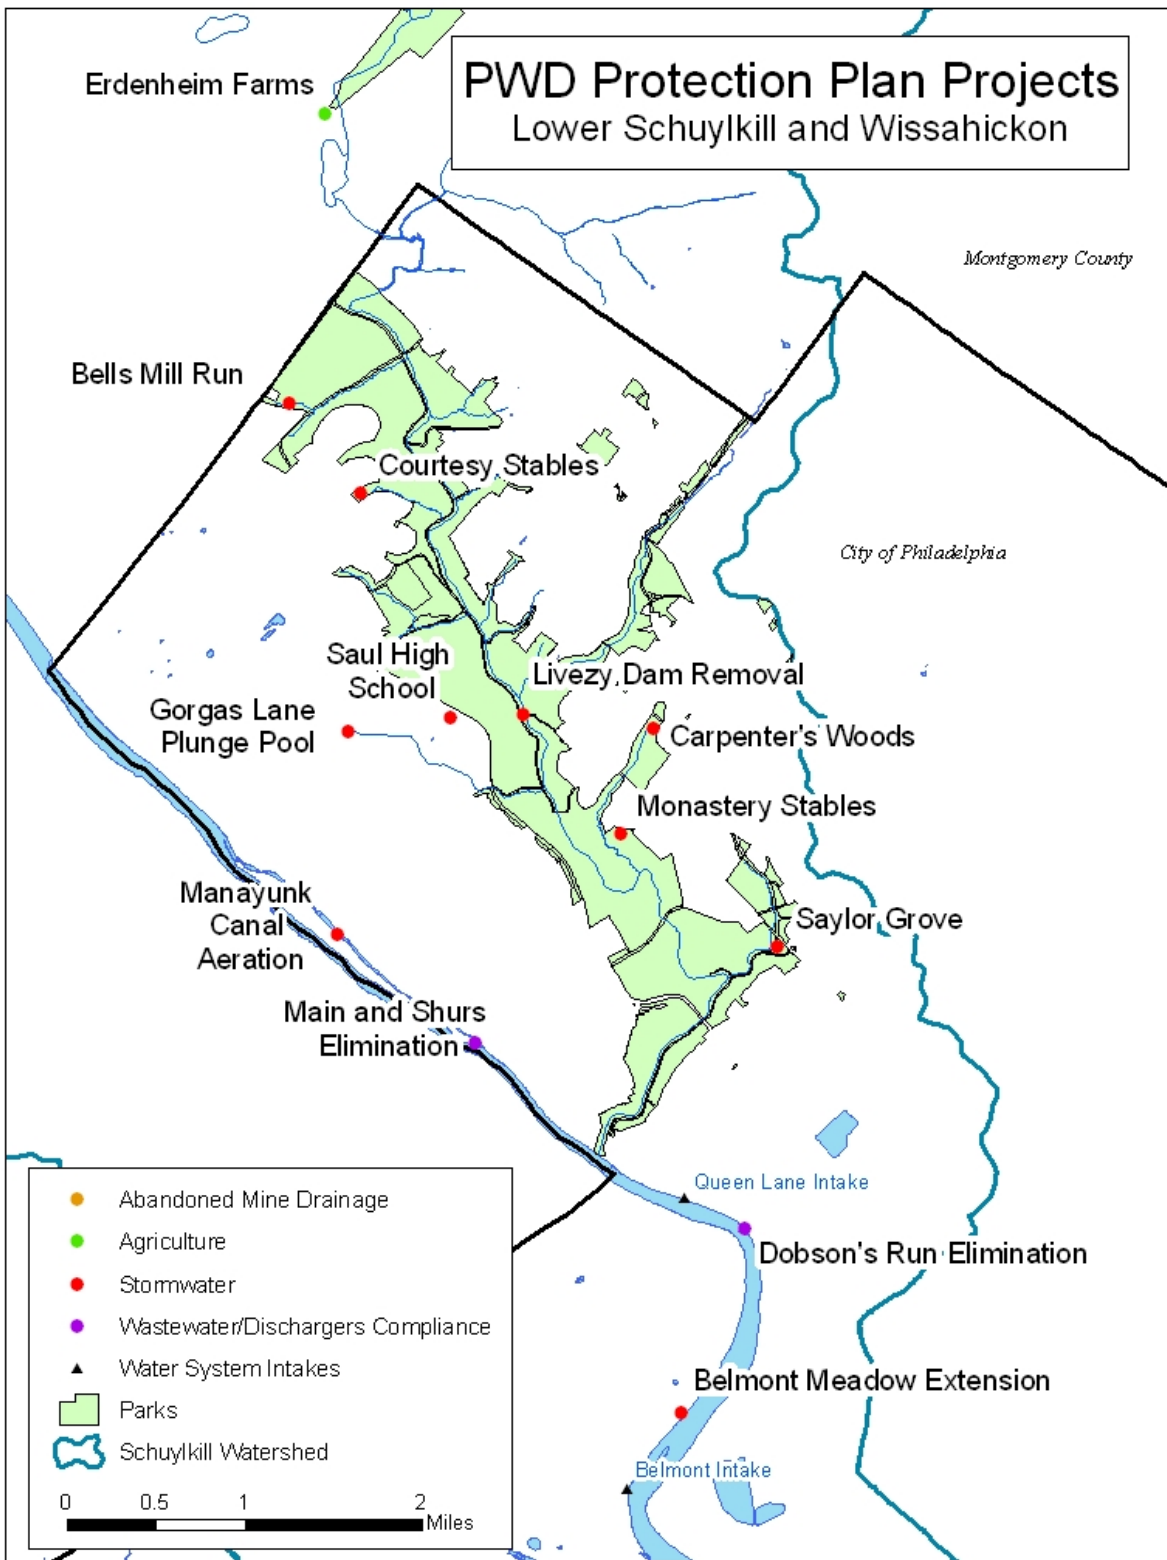 PWD Protection Plan Projects
Lower Schuylkill and Wissahickon
Erdenheim Farms
Montgomery County
Bells Mill Run
Courtesy Stables
City of Philadelphia
Saul High
School
Livezy Dam Removal
Gorgas Lane
Plunge Pool
Carpenter's Woods
Monastery Stables
Manayunk
Canal
Aeration
Saylor Grove
Main and Shurs
Elimination
Queen Lane Intake
Dobson's Run Elimination
Belmont Meadow Extension
Belmont Intake
Abandoned Mine Drainage
Agriculture
Stormwater
Wastewater/Dischargers Compliance
Water System Intakes
Parks
Schuylkill Watershed
0 0.5 1 2
Miles